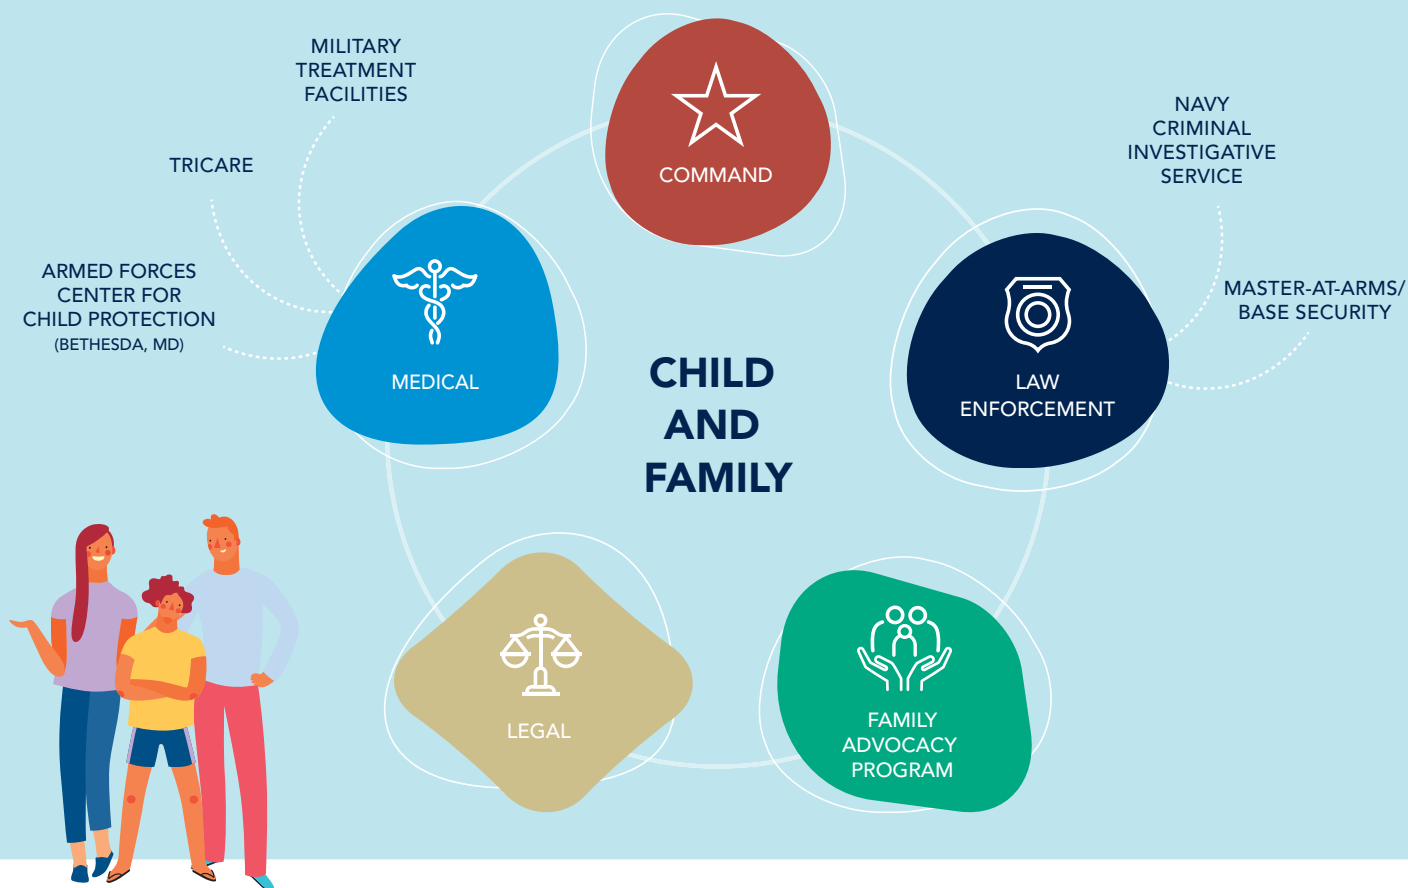 MILITARY
TREATMENT
FACILITIES
TRICARE
ARMED FORCES
CENTER FOR
CHILD PROTECTION
(BETHESDA, MD)
COMMAND
NAVY
CRIMINAL
INVESTIGATIVE
SERVICE
MASTER-AT-ARMS/
BASE SECURITY
MEDICAL
LAW
ENFORCEMENT
CHILD
AND
FAMILY
LEGAL
FAMILY
ADVOCACY
PROGRAM